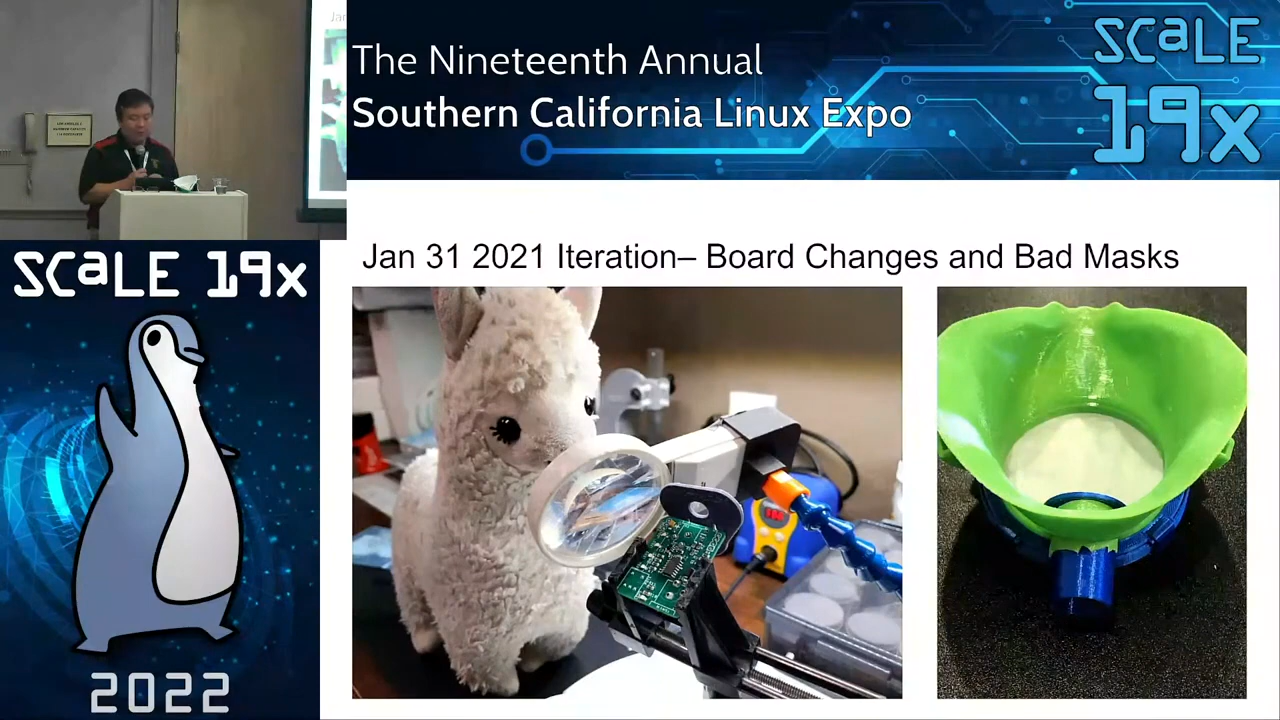 The Nineteenth Annual
Southern California Linux Expo
SCaLE
19x
SCaLE 19x
2022
Jan 31 2021 Iteration– Board Changes and Bad Masks
Jan